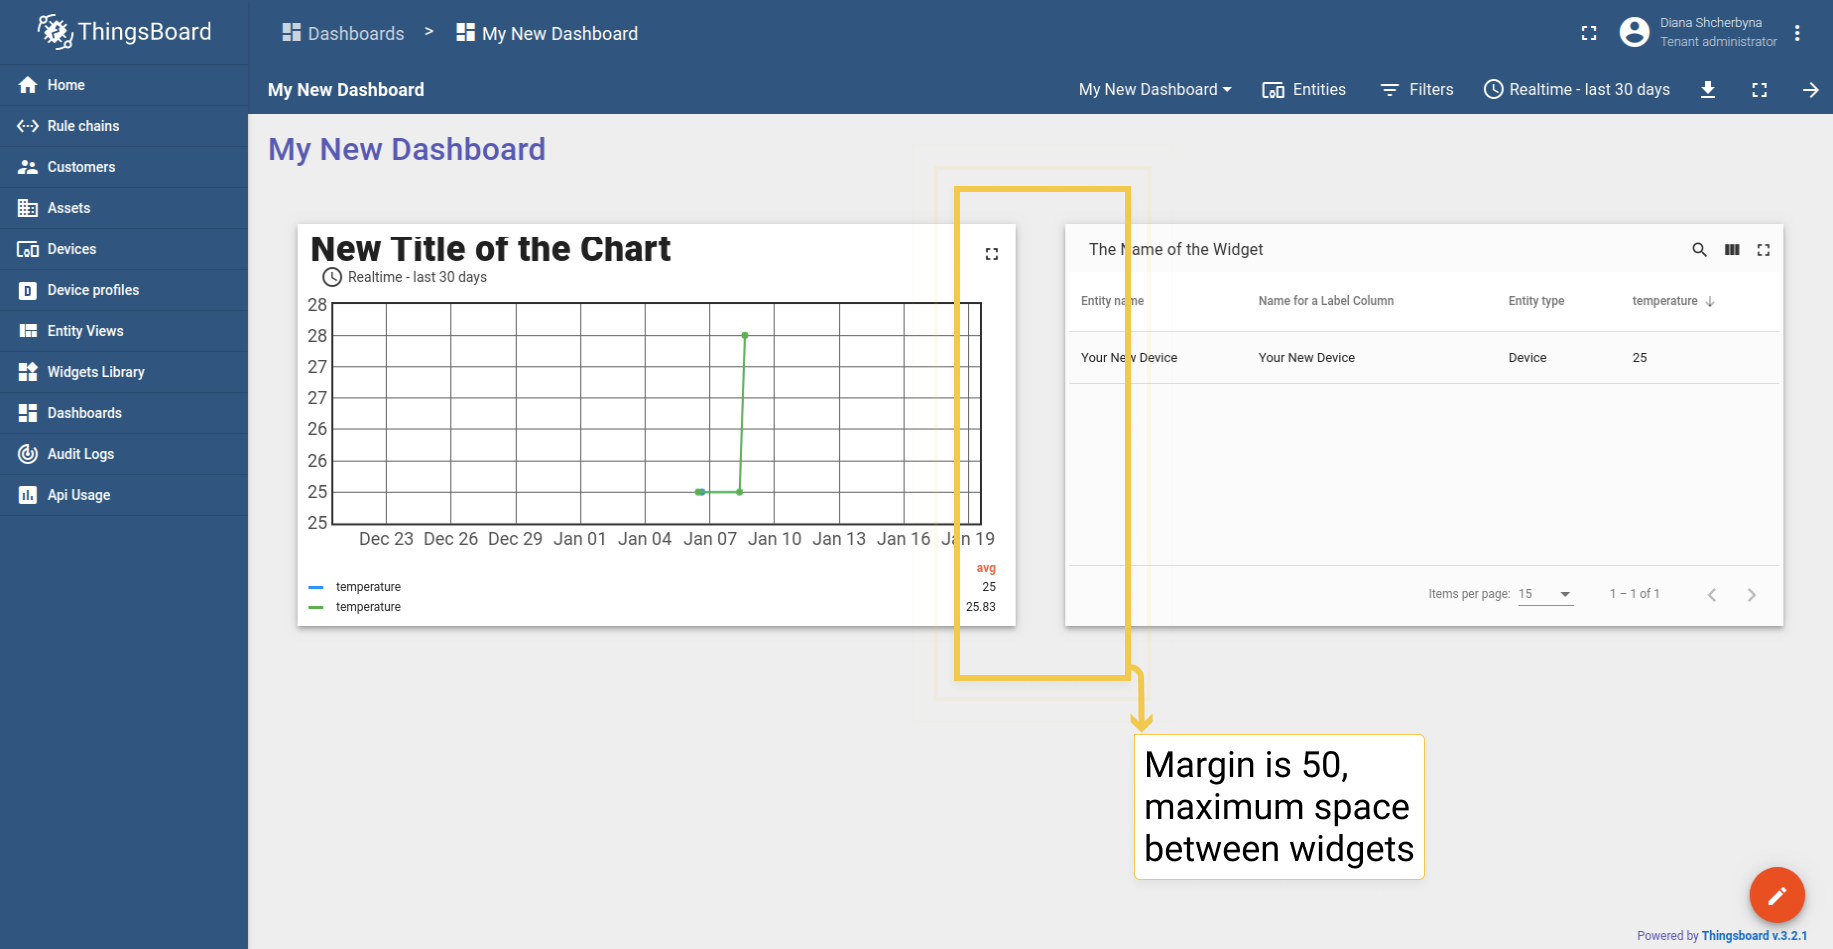 ThingsBoard
Dashboards > My New Dashboard
Diana Shcherbyna
Tenant administrator
Home
Rule chains
Customers
Assets
Devices
Device profiles
Entity Views
Widgets Library
Dashboards
Audit Logs
Api Usage
My New Dashboard
My New Dashboard Entities Filters Realtime - last 30 days
My New Dashboard
New Title of the Chart
Realtime - last 30 days
28
28
27
27
26
26
25
25
Dec 23 Dec 26 Dec 29 Jan 01 Jan 04 Jan 07 Jan 10 Jan 13 Jan 16 Jan 19
avg
temperature 25
temperature 25.83
The Name of the Widget
Entity name Name for a Label Column Entity type temperature
Your New Device Your New Device Device 25
Items per page: 15 1 – 1 of 1
Margin is 50,
maximum space
between widgets
Powered by Thingsboard v.3.2.1